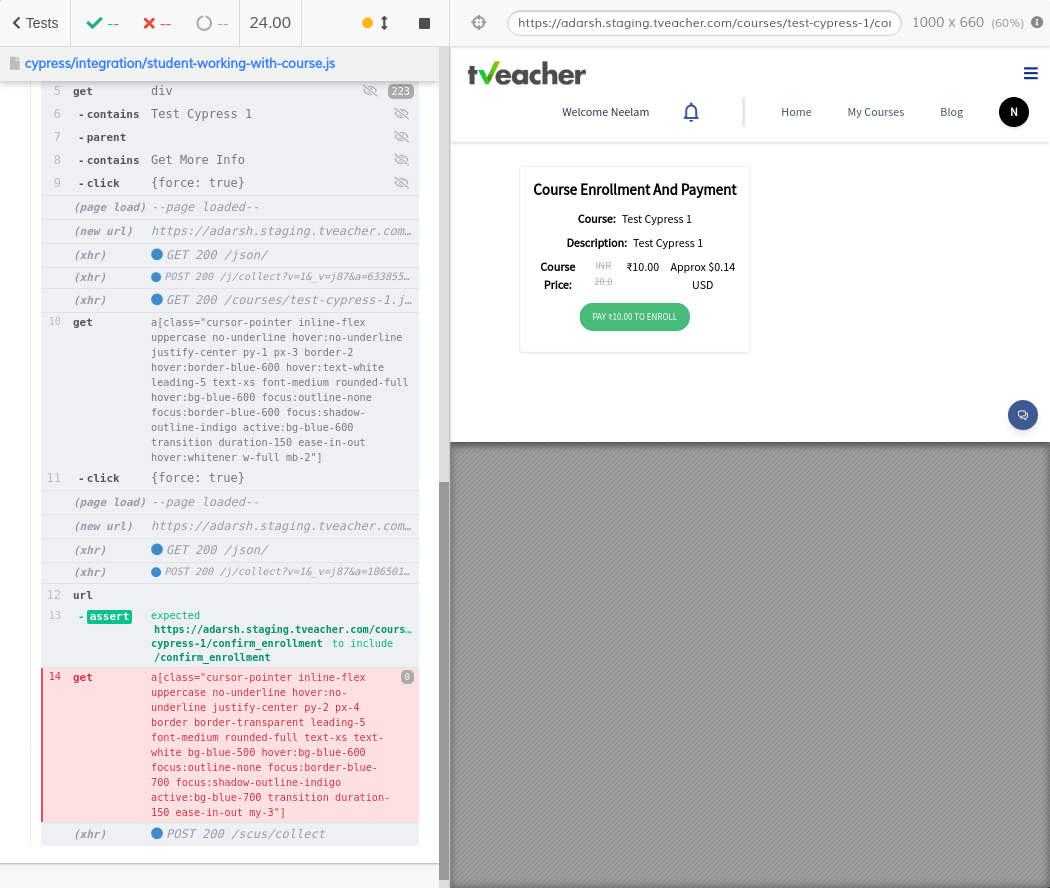 Tests
--
--
--
24.00
https://adarsh.staging.tveacher.com/courses/test-cypress-1/cor
1000 x 660 (60%)
cypress/integration/student-working-with-course.js
5 get div 223
6 -contains Test Cypress 1
7 -parent
8 -contains Get More Info
9 -click {force: true}
(page load) --page loaded--
(new url) https://adarsh.staging.tveacher.com…
(xhr) GET 200 /json/
(xhr) POST 200 /j/collect?v=1&_v=j87&a=633855…
(xhr) GET 200 /courses/test-cypress-1.j…
10 get a[class="cursor-pointer inline-flex
uppercase no-underline hover:no-underline
justify-center py-1 px-3 border-2
hover:border-blue-600 hover:text-white
leading-5 text-xs font-medium rounded-full
hover:bg-blue-600 focus:outline-none
focus:border-blue-600 focus:shadow-
outline-indigo active:bg-blue-600
transition duration-150 ease-in-out
hover:whitener w-full mb-2"]
11 -click {force: true}
(page load) --page loaded--
(new url) https://adarsh.staging.tveacher.com…
(xhr) GET 200 /json/
(xhr) POST 200 /j/collect?v=1&_v=j87&a=186501…
12 url
13 -assert expected
https://adarsh.staging.tveacher.com/cours…
cypress-1/confirm_enrollment to include
/confirm_enrollment
14 get a[class="cursor-pointer inline-flex 0
uppercase no-underline hover:no-
underline justify-center py-2 px-4
border border-transparent leading-5
font-medium rounded-full text-xs text-
white bg-blue-500 hover:bg-blue-600
focus:outline-none focus:border-blue-
700 focus:shadow-outline-indigo
active:bg-blue-700 transition duration-
150 ease-in-out my-3"]
(xhr) POST 200 /scus/collect
tveacher
Welcome Neelam
Home
My Courses
Blog
N
Course Enrollment And Payment
Course: Test Cypress 1
Description: Test Cypress 1
Course INR ₹10.00 Approx $0.14
Price: 20.0 USD
PAY ₹10.00 TO ENROLL